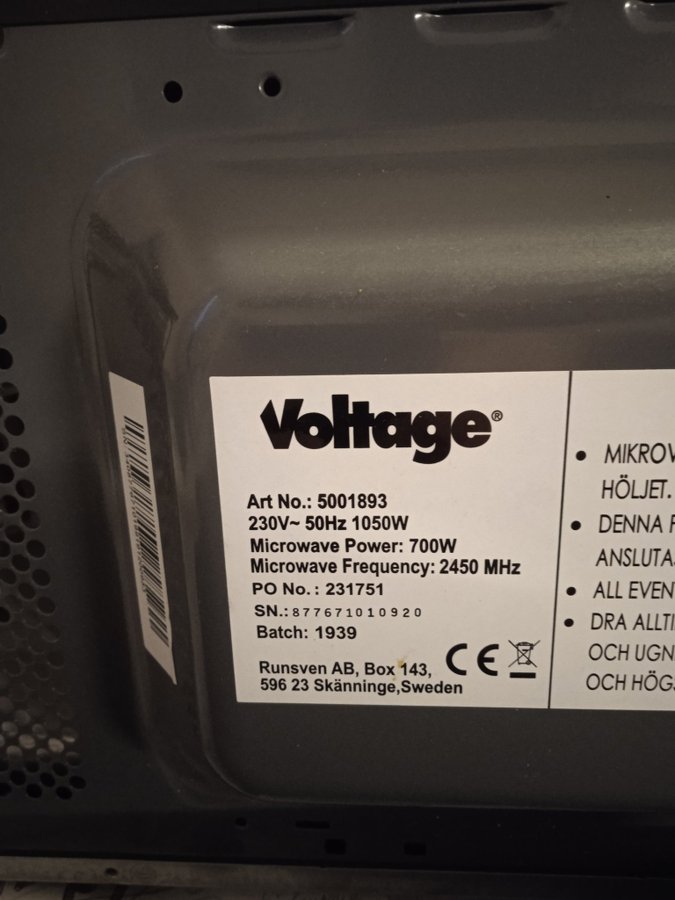 Voltage®
Art No.: 5001893
230V~ 50Hz 1050W
Microwave Power: 700W
Microwave Frequency: 2450 MHz
PO No. : 231751
SN.: 877671010920
Batch: 1939
Runsven AB, Box 143,
596 23 Skänninge,Sweden
CE
• MIKROV
HÖLJET.
• DENNA
ANSLUTA
• ALL EVEN
• DRA ALLTI
OCH UGN
OCH HÖG